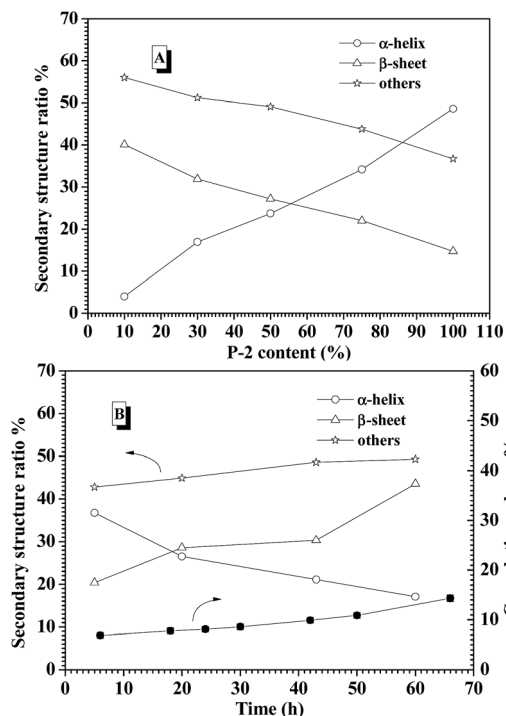 70
60
50
40
30
20
10
0
Secondary structure ratio %
A
α-helix
β-sheet
others
0 10 20 30 40 50 60 70 80 90 100 110
P-2 content (%)
70
60
50
40
30
20
10
0
Secondary structure ratio %
B
α-helix
β-sheet
others
60
50
40
30
20
10
0
%
0 10 20 30 40 50 60 70
Time (h)